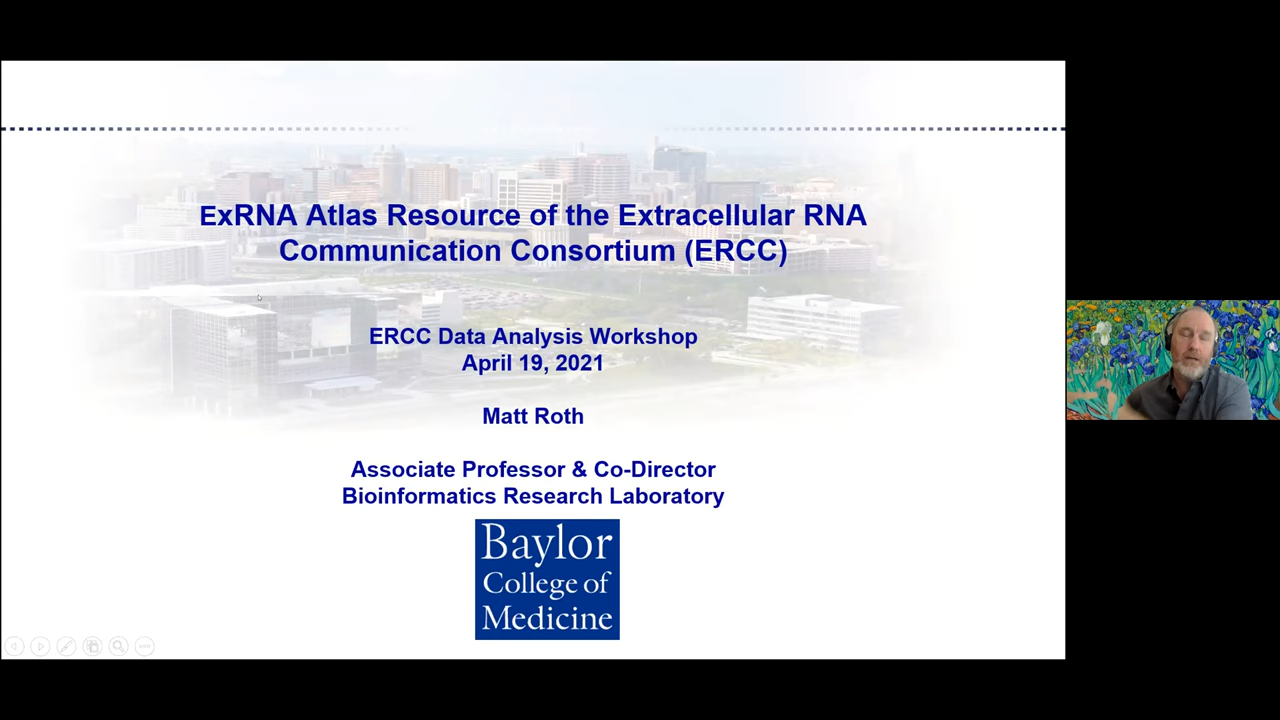 ExRNA Atlas Resource of the Extracellular RNA
Communication Consortium (ERCC)
ERCC Data Analysis Workshop
April 19, 2021
Matt Roth
Associate Professor & Co-Director
Bioinformatics Research Laboratory
Baylor
College of
Medicine